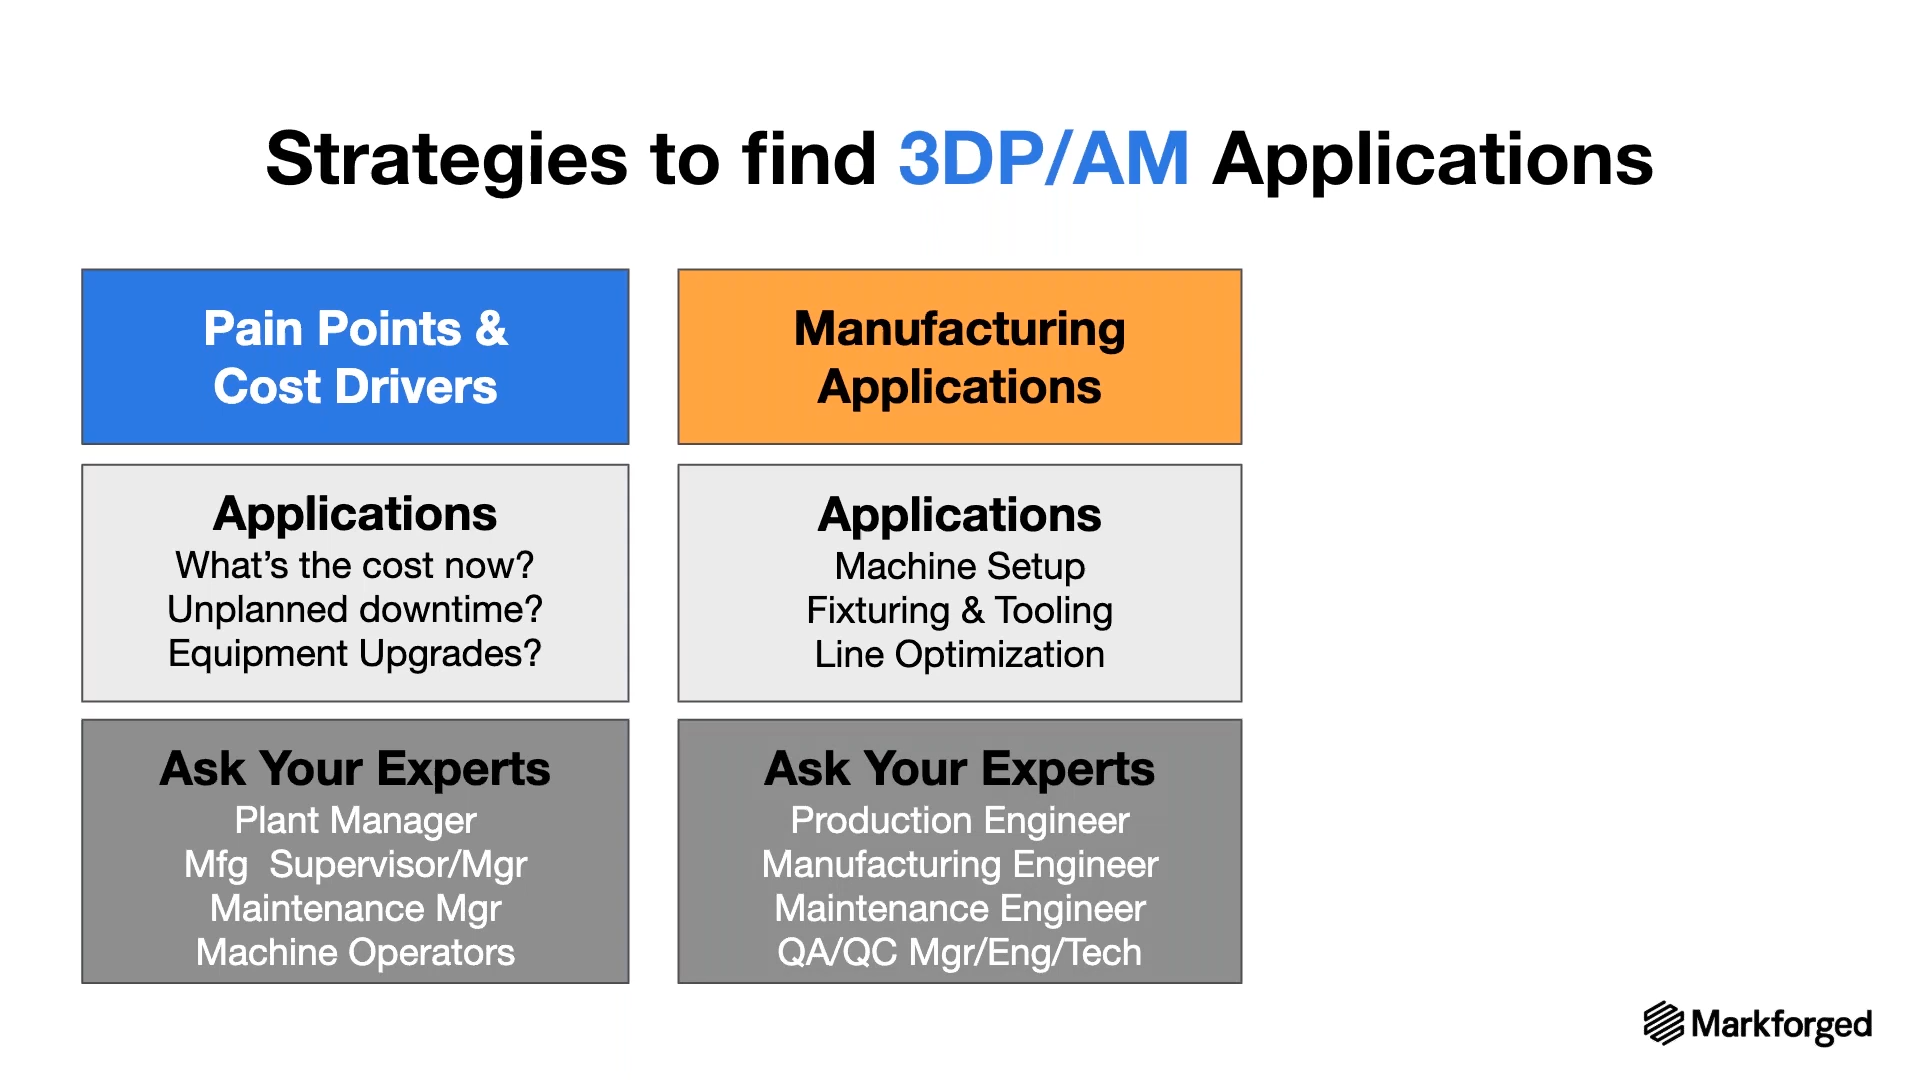 Strategies to find 3DP/AM Applications
Pain Points &
Cost Drivers
Applications
What’s the cost now?
Unplanned downtime?
Equipment Upgrades?
Ask Your Experts
Plant Manager
Mfg  Supervisor/Mgr
Maintenance Mgr
Machine Operators
Manufacturing
Applications
Applications
Machine Setup
Fixturing & Tooling
Line Optimization
Ask Your Experts
Production Engineer
Manufacturing Engineer
Maintenance Engineer
QA/QC Mgr/Eng/Tech
Markforged